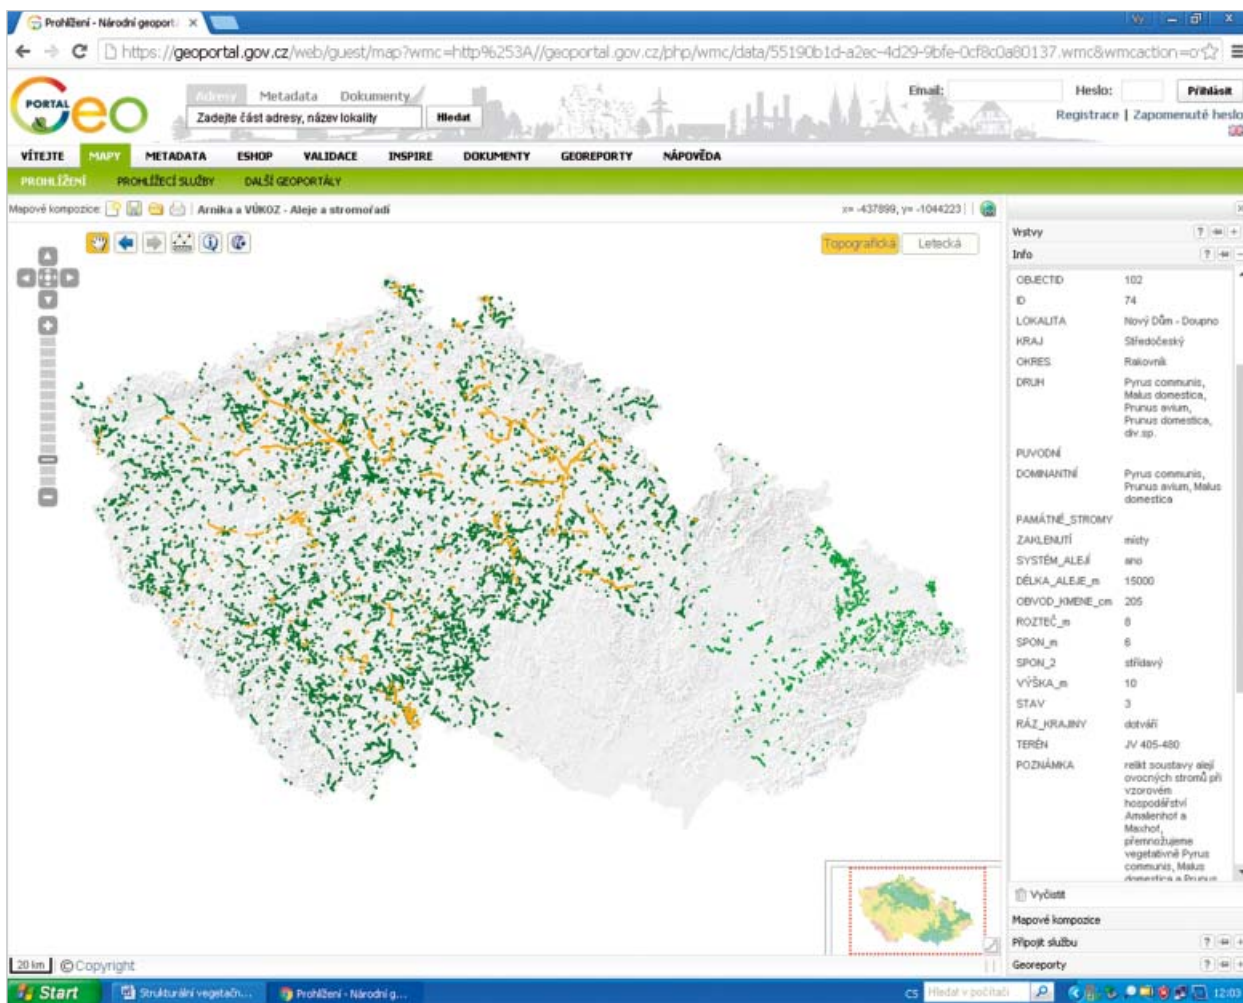 Prohlížení - Národní geoport
https://geoportal.gov.cz/web/guest/map?wmc=http%253A//geoportal.gov.cz/php/wmc/data/55190b1d-a2ec-4d29-9bfe-0cf8c0a80137.wmc&wmcaction=o
PORTAL
Geo
Adresy Metadata Dokumenty
Zadejte část adresy, název lokality Hledat
Email: Heslo: Přihlásit
Registrace | Zapomenuté heslo
VÍTEJTE MAPY METADATA ESHOP VALIDACE INSPIRE DOKUMENTY GEOREPORTY NÁPOVĚDA
PROHLÍŽENÍ PROHLÍŽECÍ SLUŽBY DALŠÍ GEOPORTÁLY
Mapové kompozice: | Arnika a VÚKOZ - Aleje a stromořadí
x= -437899, y= -1044223 |
Topografická Letecká
Vrstvy
Info
OBJECTID 102
ID 74
LOKALITA Nový Dům - Doupno
KRAJ Středočeský
OKRES Rakovník
DRUH Pyrus communis,
Malus domestica,
Prunus avium,
Prunus domestica,
div.sp.
PUVODNÍ
DOMINANTNÍ Pyrus communis,
Prunus avium, Malus
domestica
PAMÁTNÉ_STROMY
ZAKLENUTÍ místy
SYSTÉM_ALEJÍ ano
DÉLKA_ALEJE_m 15000
OBVOD_KMENE_cm 205
ROZTEČ_m 8
SPON_m 6
SPON_2 střídavý
VÝŠKA_m 10
STAV 3
RÁZ_KRAJINY dotváří
TERÉN JV 405-480
POZNÁMKA relikt soustavy alejí
ovocných stromů při
vzorovém
hospodářství
Amalenhof a
Maxhof,
přemnožujeme
vegetativně Pyrus
communis, Malus
domestica a Prunus
Vyčistit
Mapové kompozice
Připojit službu
Georeporty
20 km © Copyright
Start Strukturální vegetačn... Prohlížení - Národní g... CS Hledat v počítači 12:03